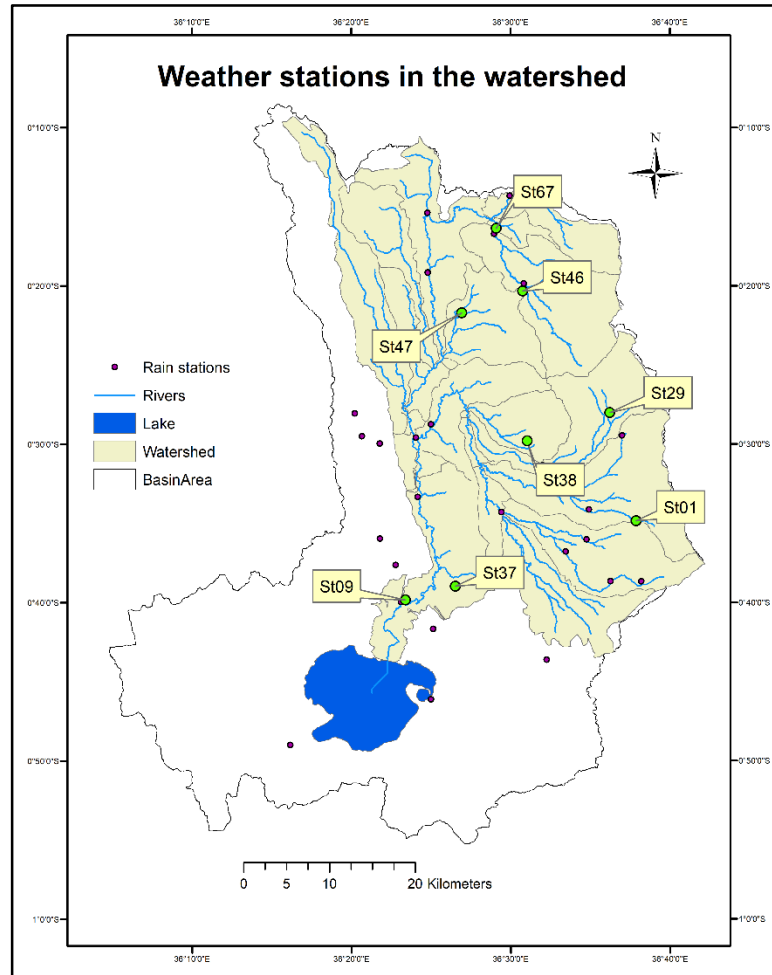 36°10'0"E 36°20'0"E 36°30'0"E 36°40'0"E
Weather stations in the watershed
0°10'0"S 0°10'0"S
N
St67
0°20'0"S 0°20'0"S
St46
St47
Rain stations
Rivers
St29
Lake
0°30'0"S 0°30'0"S
Watershed
St38
BasinArea
St01
St37
St09
0°40'0"S 0°40'0"S
0°50'0"S 0°50'0"S
0 5 10 20 Kilometers
1°0'0"S 1°0'0"S
36°10'0"E 36°20'0"E 36°30'0"E 36°40'0"E